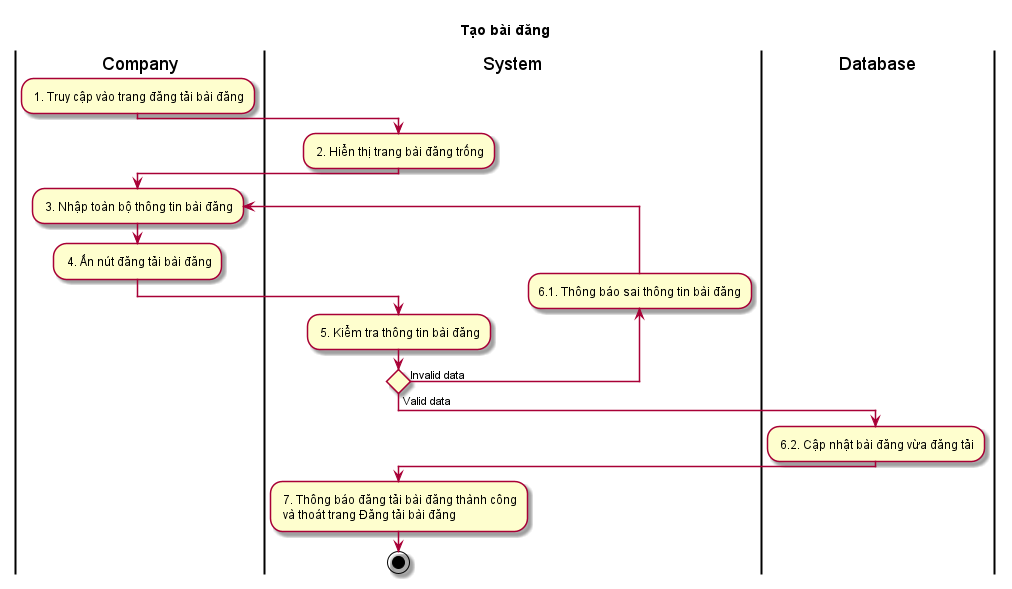 Tạo bài đăng
Company
System
Database
1. Truy cập vào trang đăng tải bài đăng
2. Hiển thị trang bài đăng trống
3. Nhập toàn bộ thông tin bài đăng
4. Ấn nút đăng tải bài đăng
6.1. Thông báo sai thông tin bài đăng
5. Kiểm tra thông tin bài đăng
Invalid data
Valid data
6.2. Cập nhật bài đăng vừa đăng tải
7. Thông báo đăng tải bài đăng thành công
và thoát trang Đăng tải bài đăng